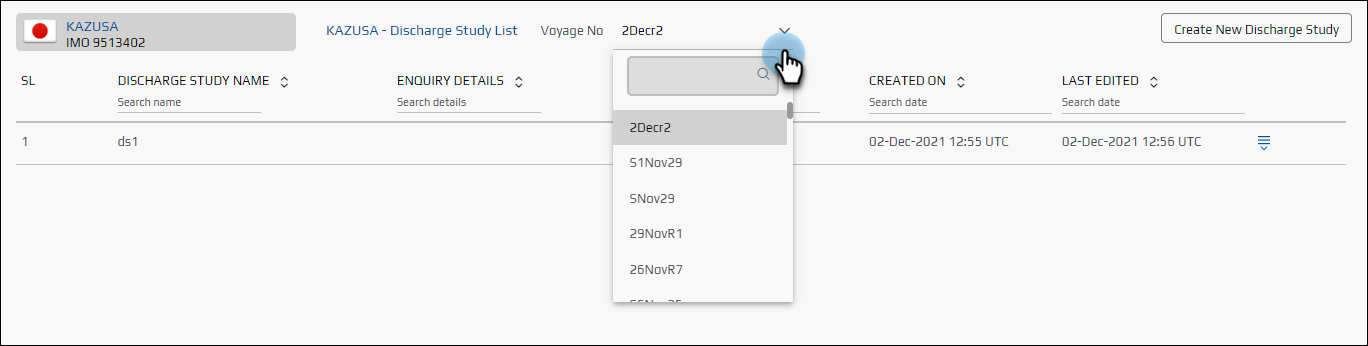 KAZUSA
IMO 9513402
KAZUSA - Discharge Study List
Voyage No
2Decr2
Create New Discharge Study
SL
DISCHARGE STUDY NAME
ENQUIRY DETAILS
CREATED ON
LAST EDITED
Search name
Search details
Search date
Search date
1
ds1
02-Dec-2021 12:55 UTC
02-Dec-2021 12:56 UTC
2Decr2
S1Nov29
SNov29
29NovR1
26NovR7